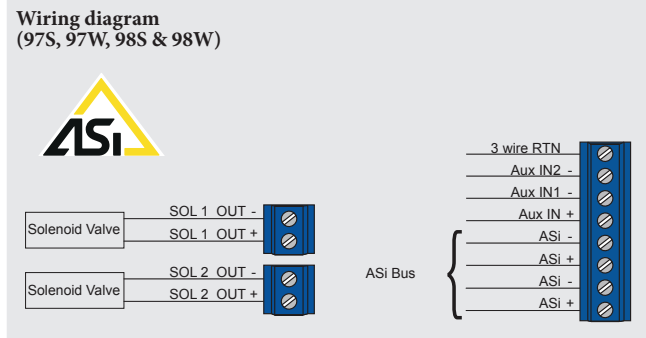 Wiring diagram
(97S, 97W, 98S & 98W)
ASi
3 wire RTN
Aux IN2 -
Aux IN1 -
Aux IN +
ASi -
ASi +
ASi -
ASi +
ASi Bus
Solenoid Valve
SOL 1 OUT -
SOL 1 OUT +
Solenoid Valve
SOL 2 OUT -
SOL 2 OUT +